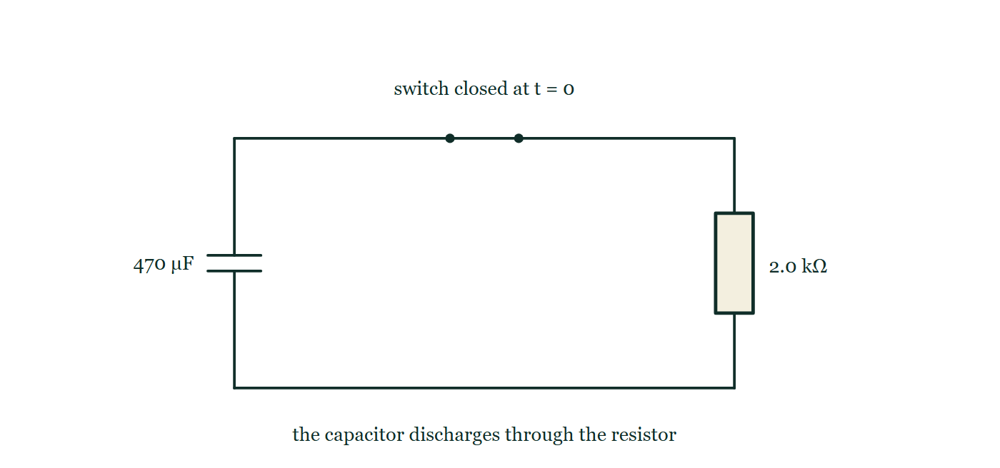 switch closed at t = 0
470 μF
2.0 kΩ
the capacitor discharges through the resistor